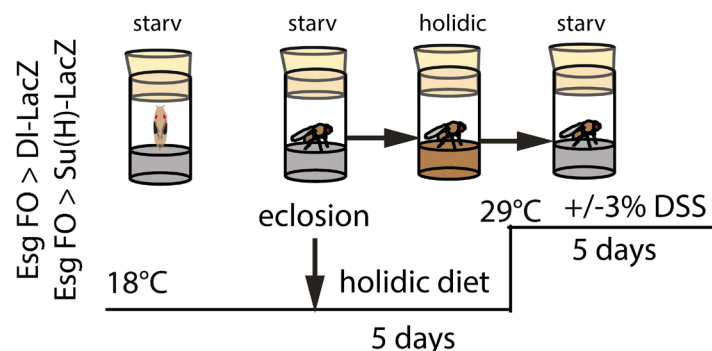 starv starv holidic starv
Esg FO > Dl-LacZ
Esg FO > Su(H)-LacZ
eclosion
29°C +/-3% DSS
5 days
18°C
holidic diet
5 days